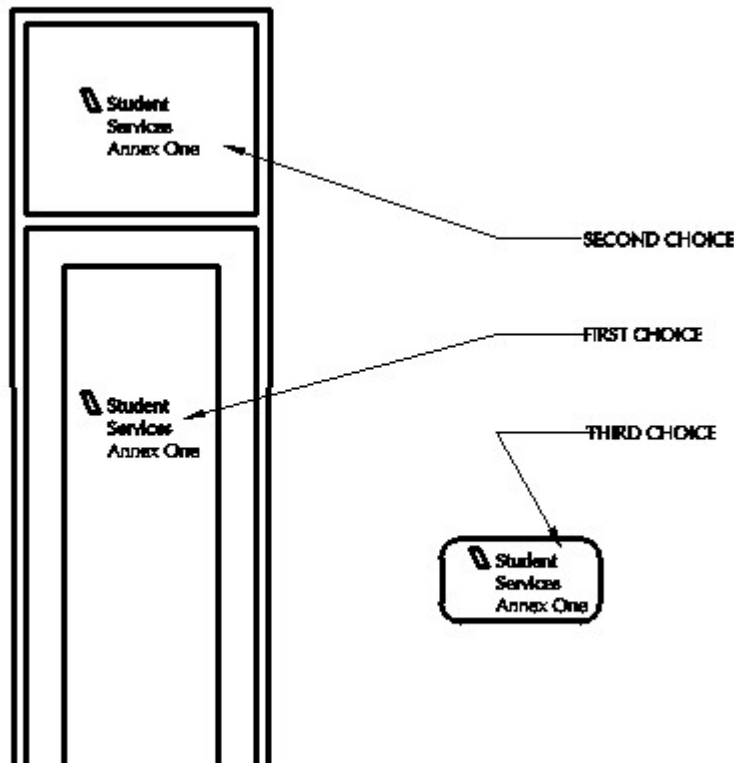 Student
Services
Annex One
SECOND CHOICE
FIRST CHOICE
Student
Services
Annex One
THIRD CHOICE
Student
Services
Annex One